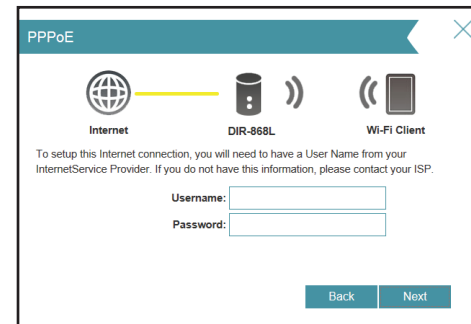 PPPoE
Internet DIR-868L Wi-Fi Client
To setup this Internet connection, you will need to have a User Name from your
InternetService Provider. If you do not have this information, please contact your ISP.
Username:
Password:
Back Next